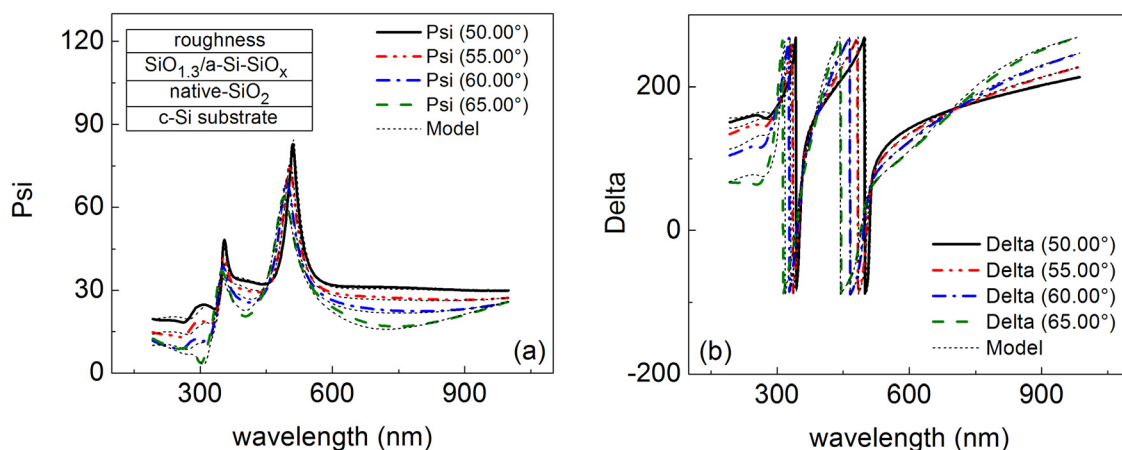 120
90
60
30
0
Psi
roughness
SiO1.3/a-Si-SiOx
native-SiO2
c-Si substrate
Psi (50.00°)
Psi (55.00°)
Psi (60.00°)
Psi (65.00°)
Model
(a)
300 600 900
wavelength (nm)
200
0
-200
Delta
Delta (50.00°)
Delta (55.00°)
Delta (60.00°)
Delta (65.00°)
Model
(b)
300 600 900
wavelength (nm)